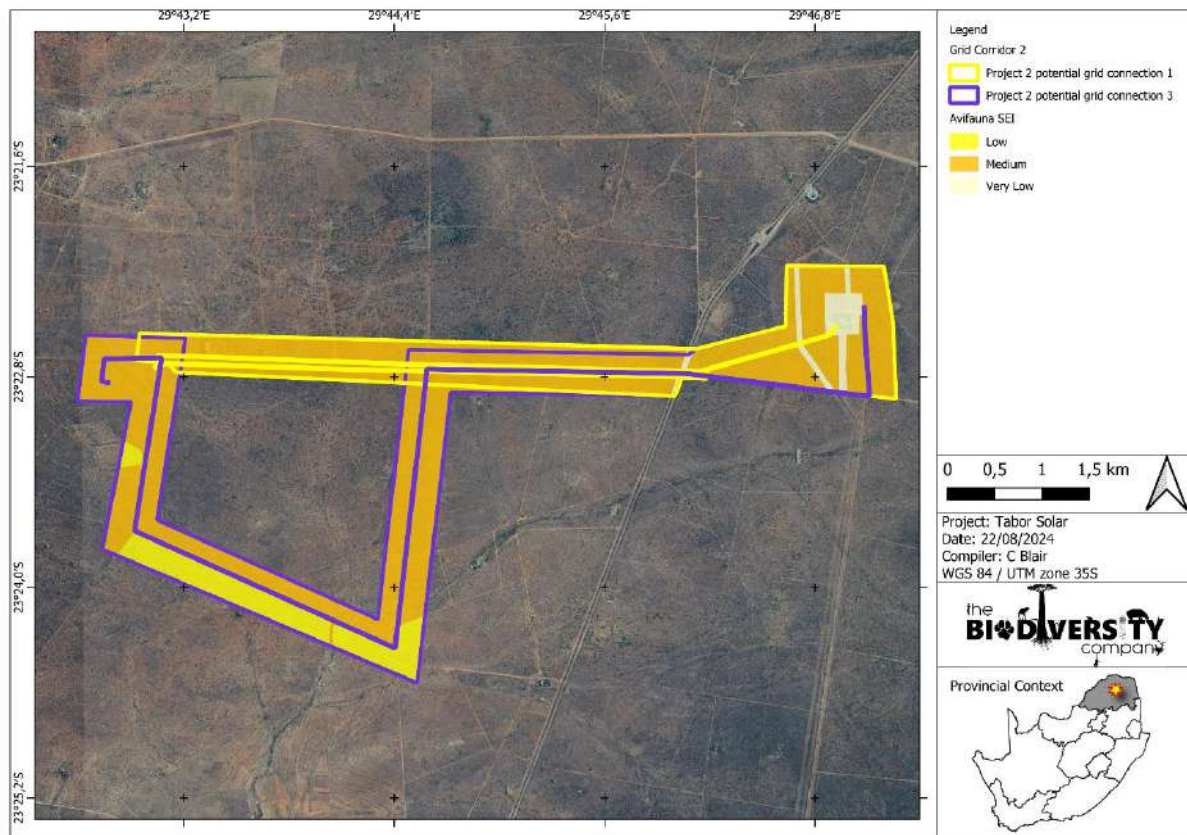 29°43,2'E 29°44,4'E 29°45,6'E 29°46,8'E
23°21,6'S
23°22,8'S
23°24,0'S
23°25,2'S
Legend
Grid Corridor 2
Project 2 potential grid connection 1
Project 2 potential grid connection 3
Avifauna SEI
Low
Medium
Very Low
0 0,5 1 1,5 km
Project: Tabor Solar
Date: 22/08/2024
Compiler: C Blair
WGS 84 / UTM zone 35S
the
BIODIVERSITY
company
Provincial Context